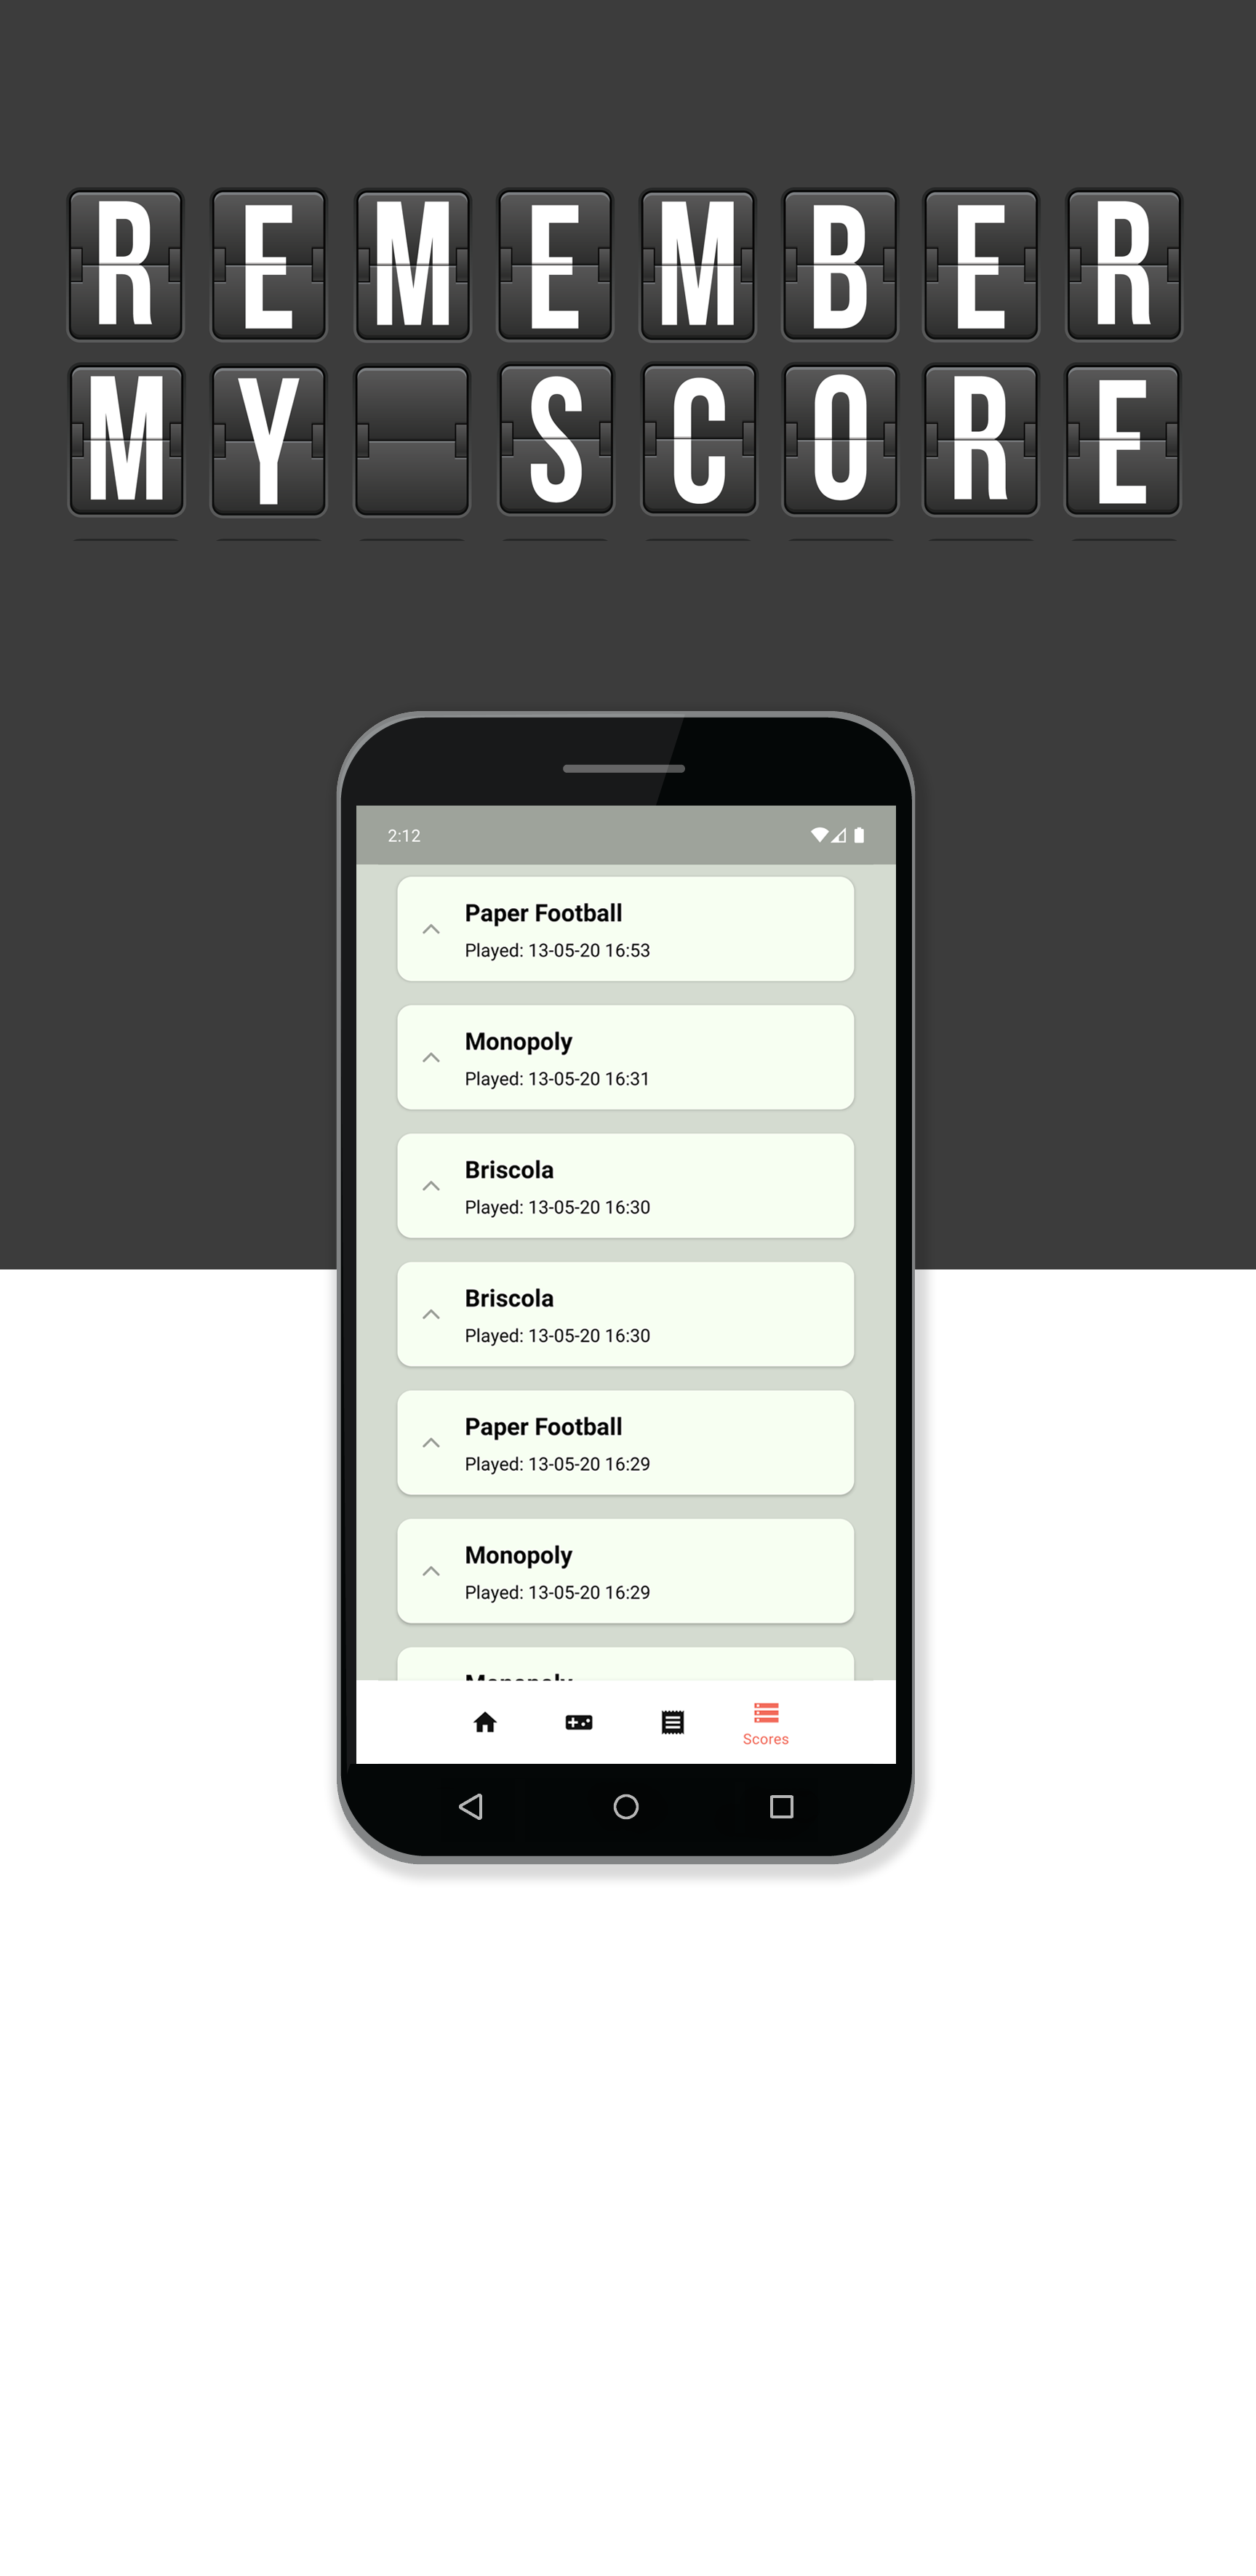 REMEMBER
MY SCORE
2:12
Paper Football
Played: 13-05-20 16:53
Monopoly
Played: 13-05-20 16:31
Briscola
Played: 13-05-20 16:30
Briscola
Played: 13-05-20 16:30
Paper Football
Played: 13-05-20 16:29
Monopoly
Played: 13-05-20 16:29
Monopoly
Scores